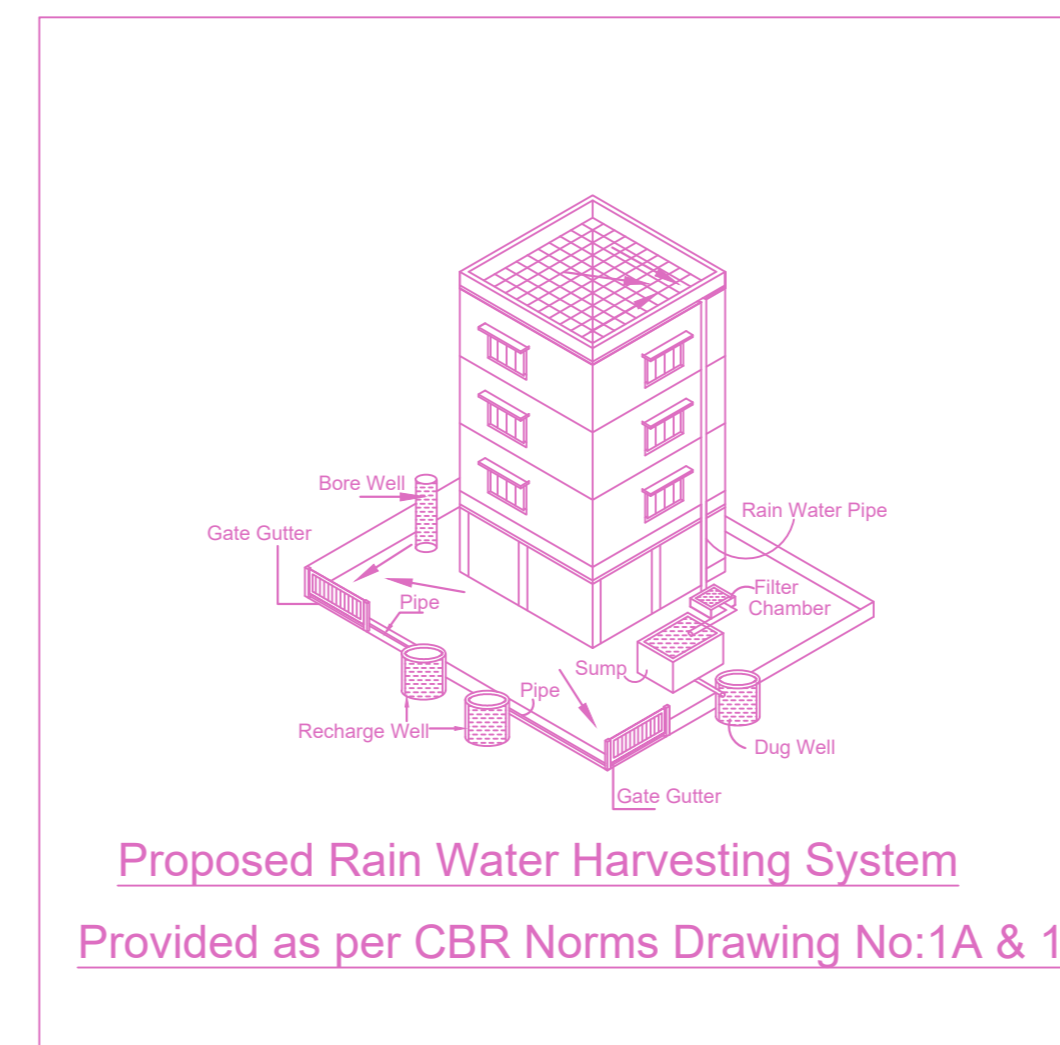 Bore Well
Gate Gutter
Rain Water Pipe
Pipe
Filter
Chamber
Sump
Pipe
Recharge Well
Dug Well
Gate Gutter
Proposed Rain Water Harvesting System
Provided as per CBR Norms Drawing No:1A & 1